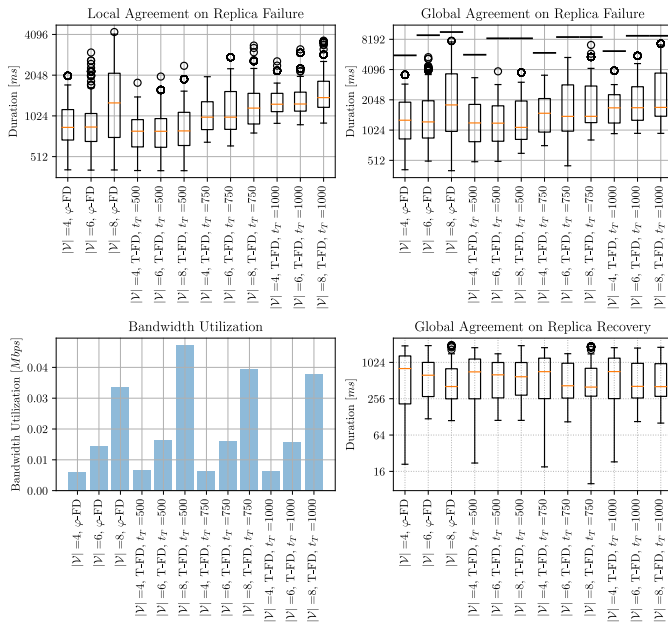 Local Agreement on Replica Failure
Duration [ms]
4096
2048
1024
512
|𝒱| =4, φ-FD
|𝒱| =6, φ-FD
|𝒱| =8, φ-FD
|𝒱| =4, T-FD, t_T =500
|𝒱| =6, T-FD, t_T =500
|𝒱| =8, T-FD, t_T =500
|𝒱| =4, T-FD, t_T =750
|𝒱| =6, T-FD, t_T =750
|𝒱| =8, T-FD, t_T =750
|𝒱| =4, T-FD, t_T =1000
|𝒱| =6, T-FD, t_T =1000
|𝒱| =8, T-FD, t_T =1000
Global Agreement on Replica Failure
Duration [ms]
8192
4096
2048
1024
512
|𝒱| =4, φ-FD
|𝒱| =6, φ-FD
|𝒱| =8, φ-FD
|𝒱| =4, T-FD, t_T =500
|𝒱| =6, T-FD, t_T =500
|𝒱| =8, T-FD, t_T =500
|𝒱| =4, T-FD, t_T =750
|𝒱| =6, T-FD, t_T =750
|𝒱| =8, T-FD, t_T =750
|𝒱| =4, T-FD, t_T =1000
|𝒱| =6, T-FD, t_T =1000
|𝒱| =8, T-FD, t_T =1000
Bandwidth Utilization
Bandwidth Utilization [Mbps]
0.04
0.03
0.02
0.01
0.00
|𝒱| =4, φ-FD
|𝒱| =6, φ-FD
|𝒱| =8, φ-FD
|𝒱| =4, T-FD, t_T =500
|𝒱| =6, T-FD, t_T =500
|𝒱| =8, T-FD, t_T =500
|𝒱| =4, T-FD, t_T =750
|𝒱| =6, T-FD, t_T =750
|𝒱| =8, T-FD, t_T =750
|𝒱| =4, T-FD, t_T =1000
|𝒱| =6, T-FD, t_T =1000
|𝒱| =8, T-FD, t_T =1000
Global Agreement on Replica Recovery
Duration [ms]
1024
256
64
16
|𝒱| =4, φ-FD
|𝒱| =6, φ-FD
|𝒱| =8, φ-FD
|𝒱| =4, T-FD, t_T =500
|𝒱| =6, T-FD, t_T =500
|𝒱| =8, T-FD, t_T =500
|𝒱| =4, T-FD, t_T =750
|𝒱| =6, T-FD, t_T =750
|𝒱| =8, T-FD, t_T =750
|𝒱| =4, T-FD, t_T =1000
|𝒱| =6, T-FD, t_T =1000
|𝒱| =8, T-FD, t_T =1000